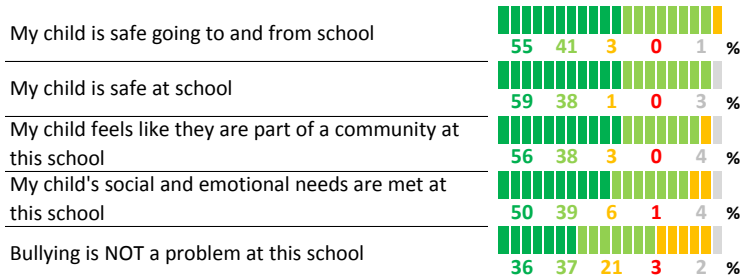 My child is safe going to and from school
55 41 3 0 1 %
My child is safe at school
59 38 1 0 3 %
My child feels like they are part of a community at
this school
56 38 3 0 4 %
My child's social and emotional needs are met at
this school
50 39 6 1 4 %
Bullying is NOT a problem at this school
36 37 21 3 2 %